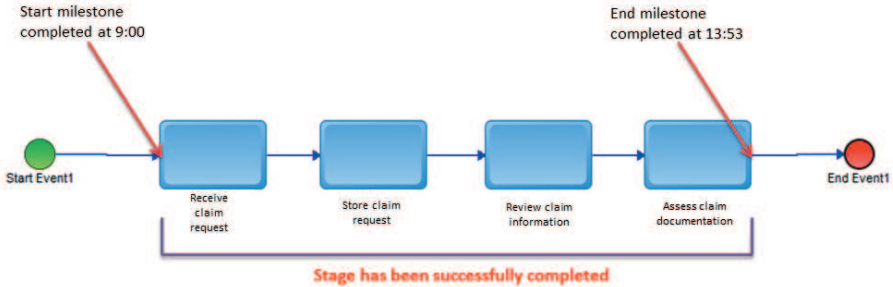 Start milestone
completed at 9:00
End milestone
completed at 13:53
Start Event1
Receive
claim
request
Store claim
request
Review claim
information
Assess claim
documentation
End Event1
Stage has been successfully completed